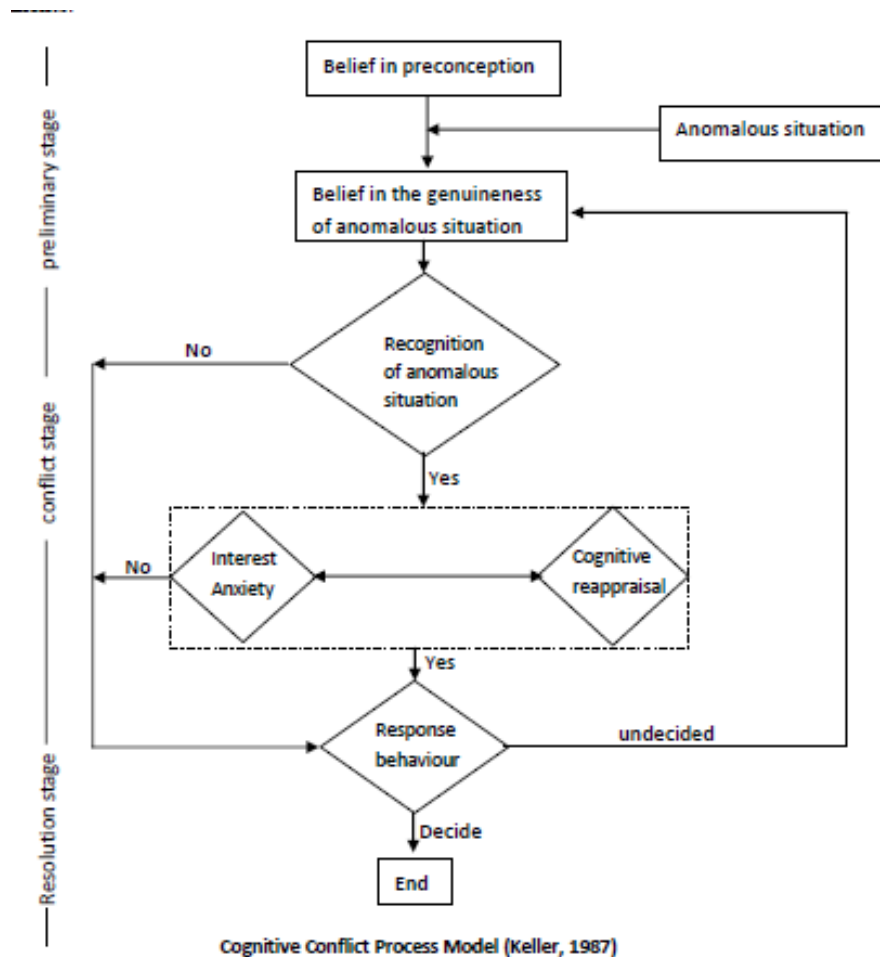 Belief in preconception
Anomalous situation
Belief in the genuineness
of anomalous situation
preliminary stage
No
Recognition
of anomalous
situation
conflict stage
Yes
No
Interest
Anxiety
Cognitive
reappraisal
Yes
Response
behaviour
undecided
Resolution stage
Decide
End
Cognitive Conflict Process Model (Keller, 1987)